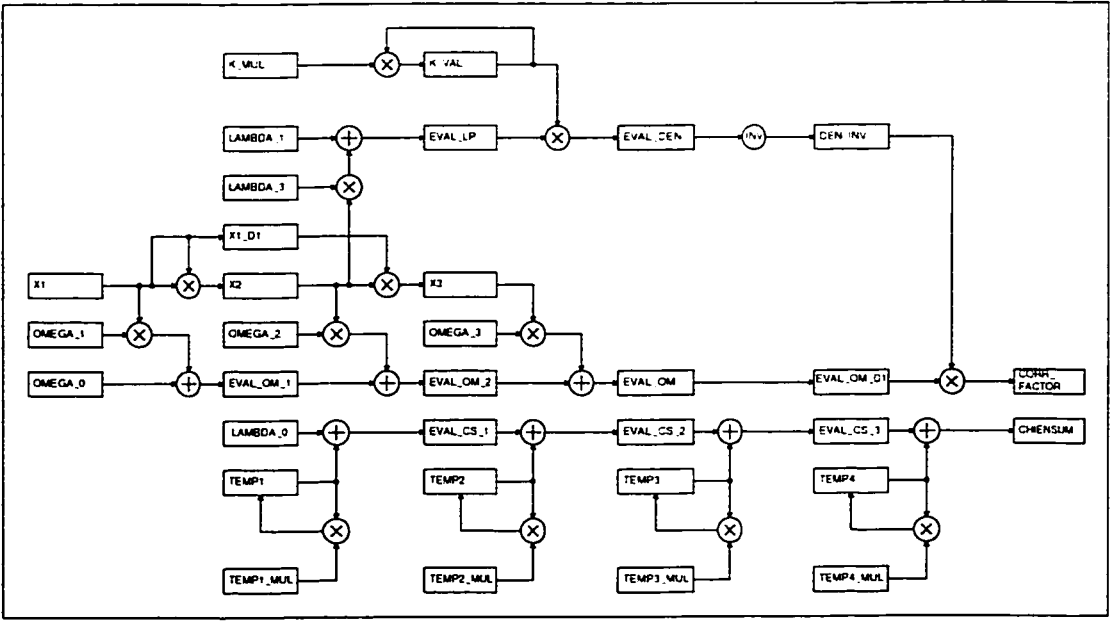 K_MUL
K_VAL
LAMBDA_1
EVAL_LP
EVAL_DEN
INV
DEN_INV
LAMBDA_3
X1_D1
X1
X2
X3
OMEGA_1
OMEGA_2
OMEGA_3
OMEGA_0
EVAL_OM_1
EVAL_OM_2
EVAL_OM
EVAL_OM_D1
CORR_
FACTOR
LAMBDA_0
EVAL_CS_1
EVAL_CS_2
EVAL_CS_3
CHIENSUM
TEMP1
TEMP2
TEMP3
TEMP4
TEMP1_MUL
TEMP2_MUL
TEMP3_MUL
TEMP4_MUL